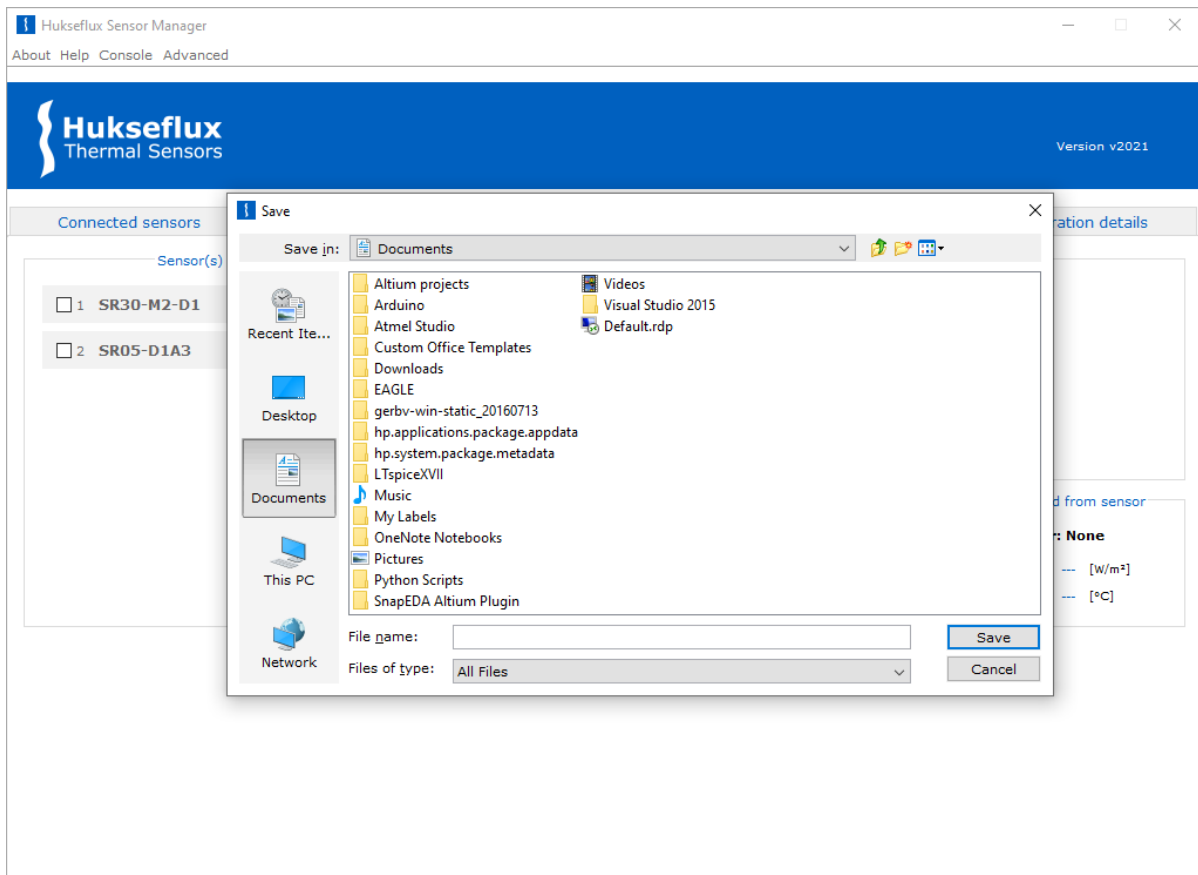 Hukseflux Sensor Manager
About Help Console Advanced
Hukseflux
Thermal Sensors
Version v2021
Connected sensors
ration details
Sensor(s)
1 SR30-M2-D1
2 SR05-D1A3
Save
Save in: Documents
Recent Ite...
Desktop
Documents
This PC
Network
Altium projects
Arduino
Atmel Studio
Custom Office Templates
Downloads
EAGLE
gerbv-win-static_20160713
hp.applications.package.appdata
hp.system.package.metadata
LTspiceXVII
Music
My Labels
OneNote Notebooks
Pictures
Python Scripts
SnapEDA Altium Plugin
Videos
Visual Studio 2015
Default.rdp
File name:
Save
Files of type: All Files
Cancel
d from sensor
r: None
--- [W/m²]
--- [°C]